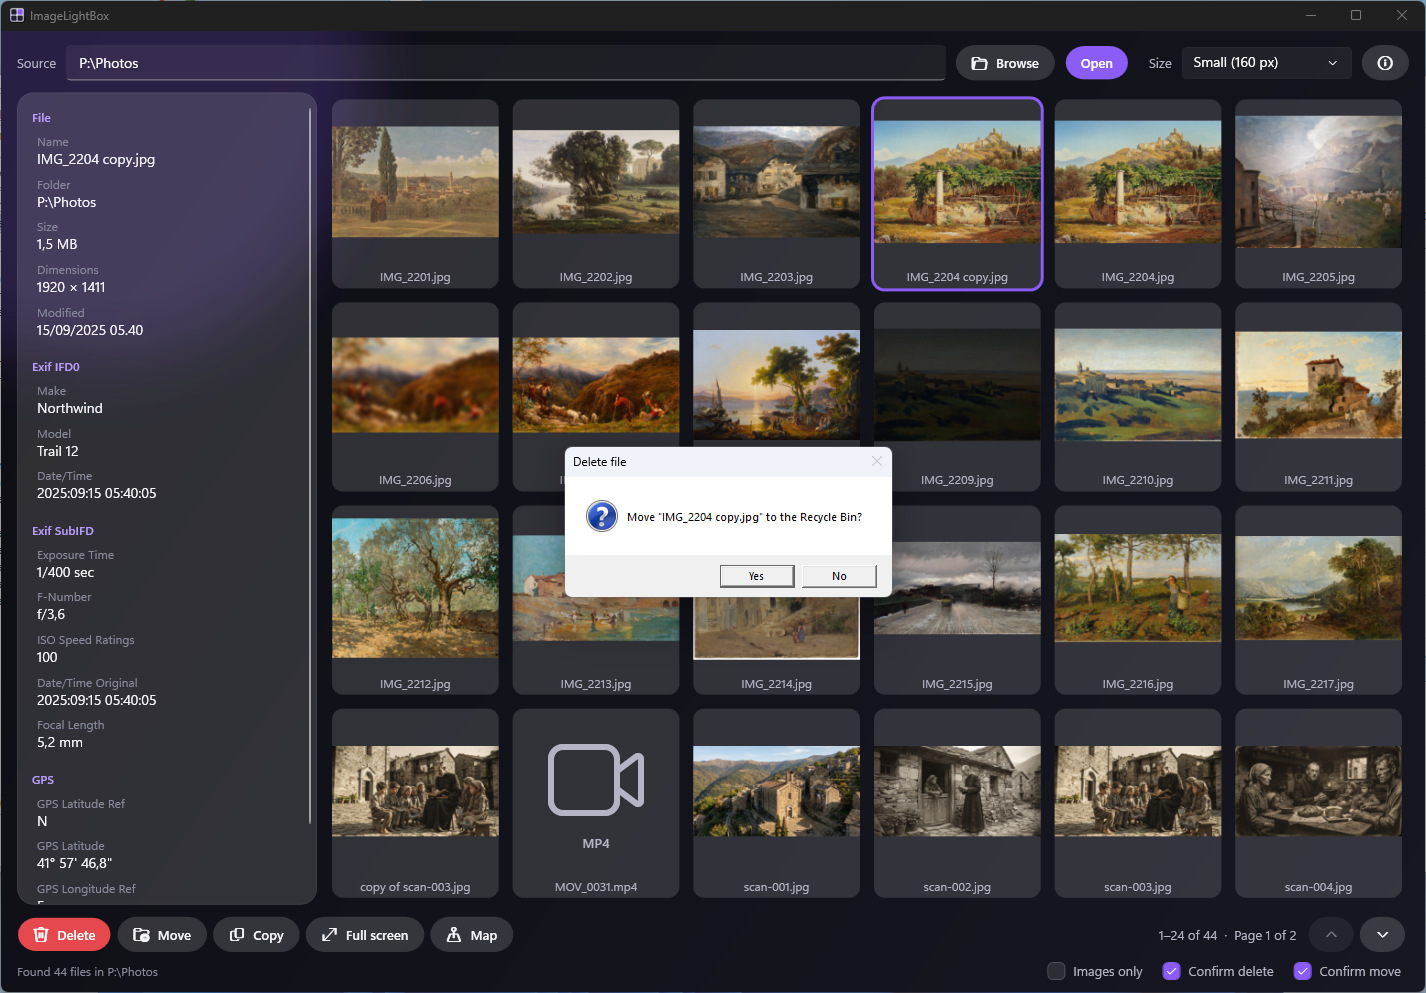 ImageLightBox
Source
P:\Photos
Browse
Open
Size
Small (160 px)
File
Name
IMG_2204 copy.jpg
Folder
P:\Photos
Size
1,5 MB
Dimensions
1920 × 1411
Modified
15/09/2025 05.40
Exif IFD0
Make
Northwind
Model
Trail 12
Date/Time
2025:09:15 05:40:05
Exif SubIFD
Exposure Time
1/400 sec
F-Number
f/3,6
ISO Speed Ratings
100
Date/Time Original
2025:09:15 05:40:05
Focal Length
5,2 mm
GPS
GPS Latitude Ref
N
GPS Latitude
41° 57' 46,8"
GPS Longitude Ref
IMG_2201.jpg
IMG_2202.jpg
IMG_2203.jpg
IMG_2204 copy.jpg
IMG_2204.jpg
IMG_2205.jpg
IMG_2206.jpg
IMG_2209.jpg
IMG_2210.jpg
IMG_2211.jpg
Delete file
Move "IMG_2204 copy.jpg" to the Recycle Bin?
Yes
No
IMG_2212.jpg
IMG_2213.jpg
IMG_2214.jpg
IMG_2215.jpg
IMG_2216.jpg
IMG_2217.jpg
copy of scan-003.jpg
MP4
MOV_0031.mp4
scan-001.jpg
scan-002.jpg
scan-003.jpg
scan-004.jpg
Delete
Move
Copy
Full screen
Map
1–24 of 44 · Page 1 of 2
Found 44 files in P:\Photos
Images only
Confirm delete
Confirm move